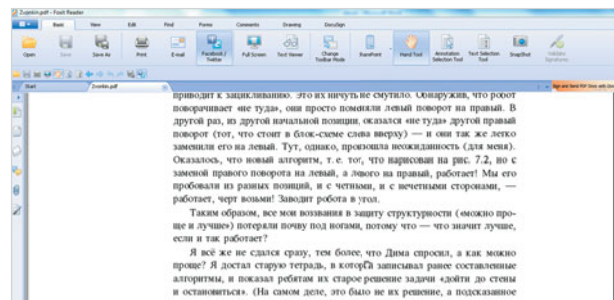 Zvonkin.pdf - Foxit Reader
Basic View Edit Find Forms Comments Drawing DocuSign
Open Save Save As Print E-mail Facebook / Twitter Full Screen Text Viewer Change Toolbar Mode SharePoint Hand Tool Annotation Selection Tool Text Selection Tool SnapShot Validate Signatures
Start Zvonkin.pdf Sign and Send PDF Docs with
приводит к зацикливанию. Это их ничуть не смутило. Обнаружив, что робот
поворачивает «не туда», они просто поменяли левый поворот на правый. В
другой раз, из другой начальной позиции, оказался «не туда» другой правый
поворот (тот, что стоит в блок-схеме слева вверху) — и они так же легко
заменили его на левый. Тут, однако, произошла неожиданность (для меня).
Оказалось, что новый алгоритм, т. е. тот, что нарисован на рис. 7.2, но с
заменой правого поворота на левый, а левого на правый, работает! Мы его
пробовали из разных позиций, и с четными, и с нечетными сторонами, —
работает, черт возьми! Заводит робота в угол.
Таким образом, все мои воззвания в защиту структурности («можно про-
ще и лучше») потеряли почву под ногами, потому что — что значит лучше,
если и так работает?
Я всё же не сдался сразу, тем более, что Дима спросил, а как можно
проще? Я достал старую тетрадь, в которой записывал ранее составленные
алгоритмы, и показал ребятам их старое решение задачи «дойти до стены
и остановиться». (На самом деле, это было не их решение, а подсказанное